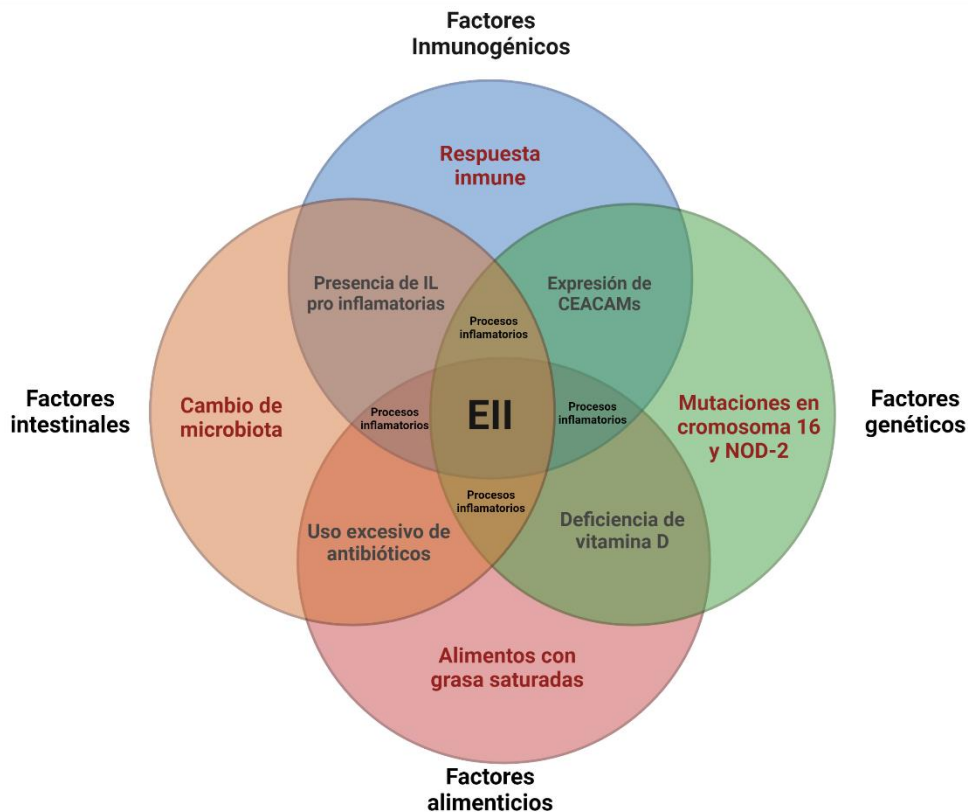 Factores
Inmunogénicos
Respuesta
inmune
Presencia de IL
pro inflamatorias
Expresión de
CEACAMs
Procesos
inflamatorios
Factores
intestinales
Cambio de
microbiota
Procesos
inflamatorios
EII
Procesos
inflamatorios
Mutaciones en
cromosoma 16
y NOD-2
Factores
genéticos
Procesos
inflamatorios
Uso excesivo de
antibióticos
Deficiencia de
vitamina D
Alimentos con
grasa saturadas
Factores
alimenticios